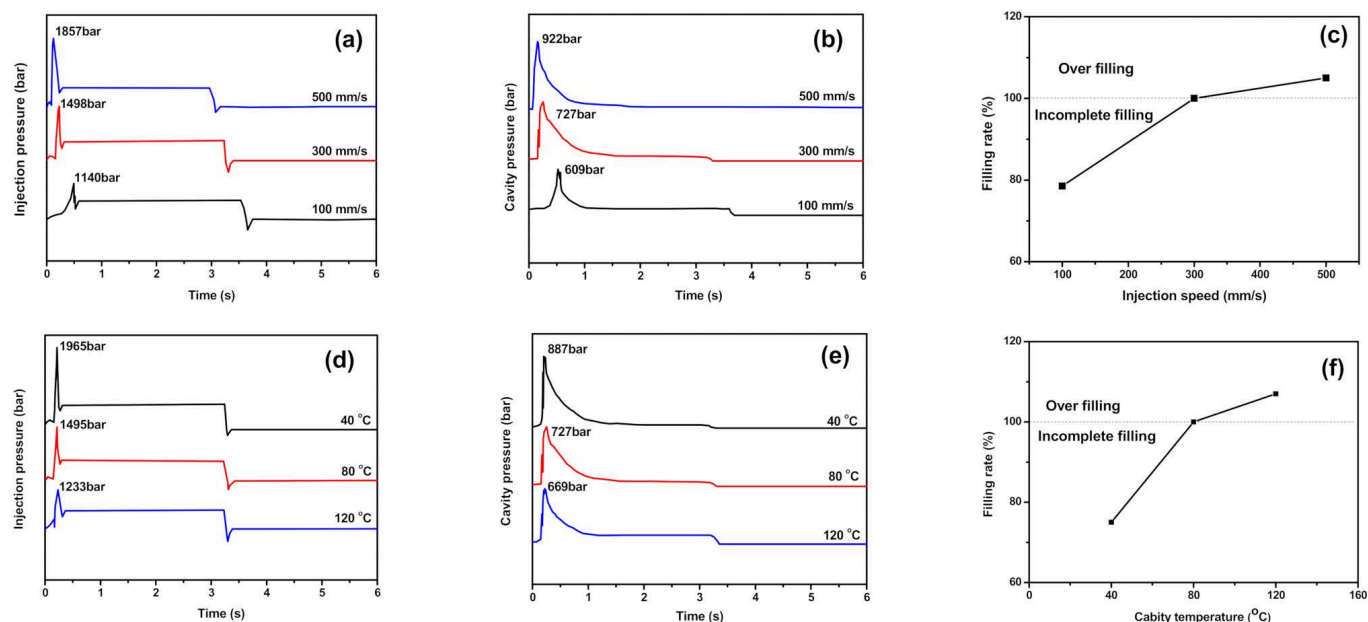 (a)
1857bar
500 mm/s
1498bar
300 mm/s
1140bar
100 mm/s
Injection pressure (bar)
0 1 2 3 4 5 6
Time (s)
(b)
922bar
500 mm/s
727bar
300 mm/s
609bar
100 mm/s
Cavity pressure (bar)
0 1 2 3 4 5 6
Time (s)
(c)
120
100
80
60
Over filling
Incomplete filling
Filling rate (%)
100 200 300 400 500
Injection speed (mm/s)
(d)
1965bar
40 °C
1495bar
80 °C
1233bar
120 °C
Injection pressure (bar)
0 1 2 3 4 5 6
Time (s)
(e)
887bar
40 °C
727bar
80 °C
669bar
120 °C
Cavity pressure (bar)
0 1 2 3 4 5 6
Time (s)
(f)
120
100
80
60
Over filling
Incomplete filling
Filling rate (%)
0 40 80 120 160
Cabity temperature (°C)